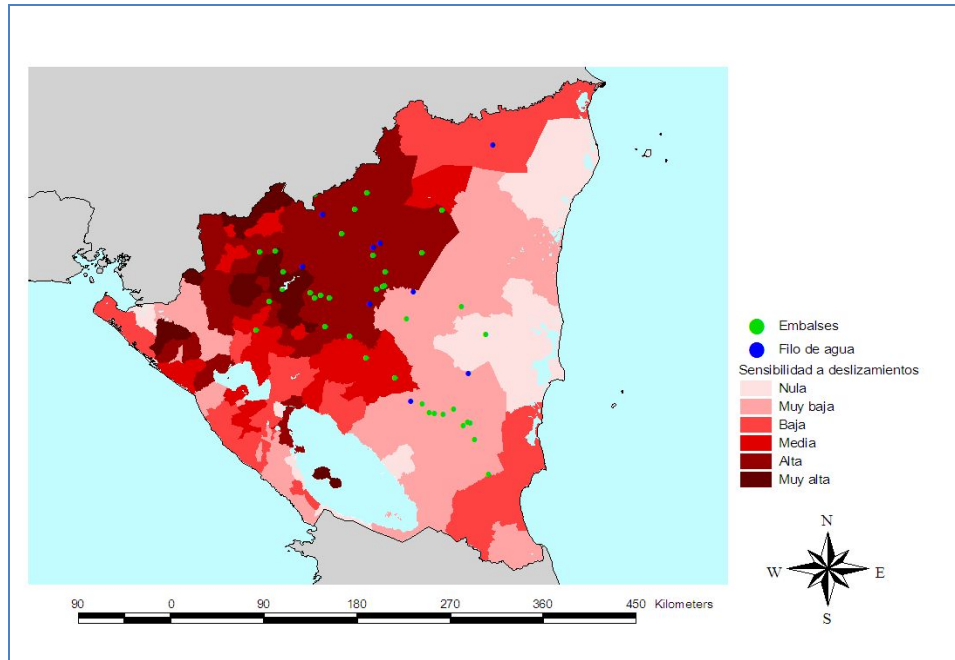 Embalses
Filo de agua
Sensibilidad a deslizamientos
Nula
Muy baja
Baja
Media
Alta
Muy alta
N
W E
S
90 0 90 180 270 360 450 Kilometers